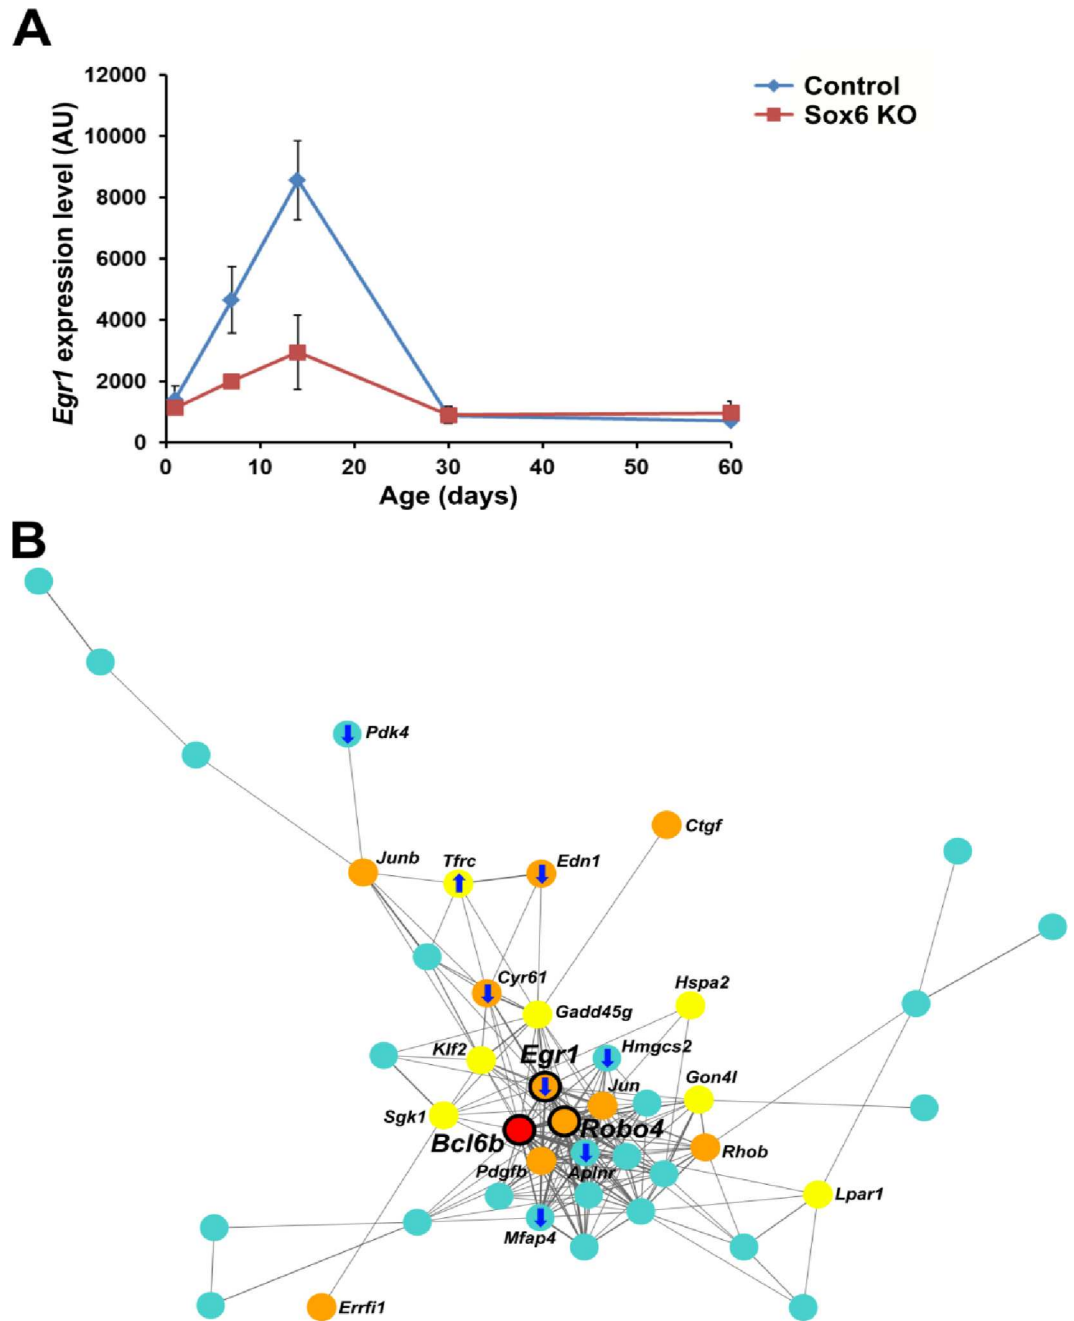 A
12000
10000
8000
6000
4000
2000
0
Egr1 expression level (AU)
0 10 20 30 40 50 60
Age (days)
Control
Sox6 KO
B
Pdk4
Ctgf
Junb
Tfrc
Edn1
Cyr61
Hspa2
Gadd45g
Klf2
Egr1
Hmgcs2
Jun
Gon4l
Sgk1
Bcl6b
Robo4
Rhob
Pdgfb
Aplnr
Lpar1
Mfap4
Errfi1